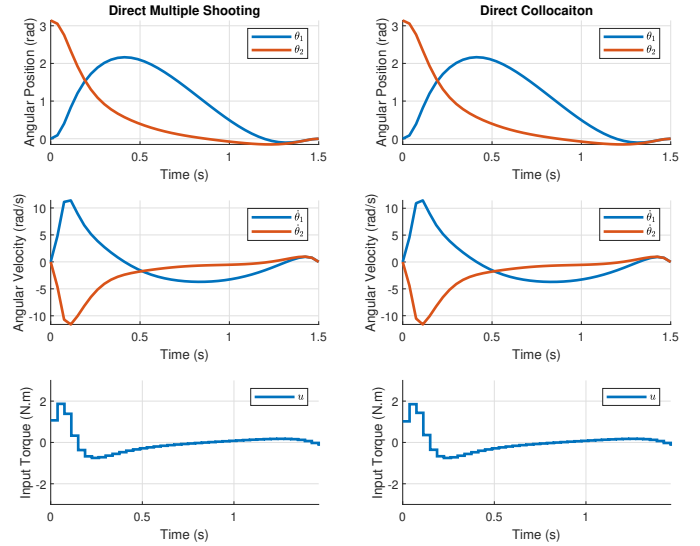 Direct Multiple Shooting
Angular Position (rad)
3
2
1
0
θ₁
θ₂
0
0.5
1
1.5
Time (s)
Direct Collocaiton
Angular Position (rad)
3
2
1
0
θ₁
θ₂
0
0.5
1
1.5
Time (s)
Angular Velocity (rad/s)
10
5
0
-5
-10
θ̇₁
θ̇₂
0
0.5
1
1.5
Time (s)
Angular Velocity (rad/s)
10
5
0
-5
-10
θ̇₁
θ̇₂
0
0.5
1
1.5
Time (s)
Input Torque (N.m)
2
0
-2
u
0
0.5
1
Time (s)
Input Torque (N.m)
2
0
-2
u
0
0.5
1
Time (s)